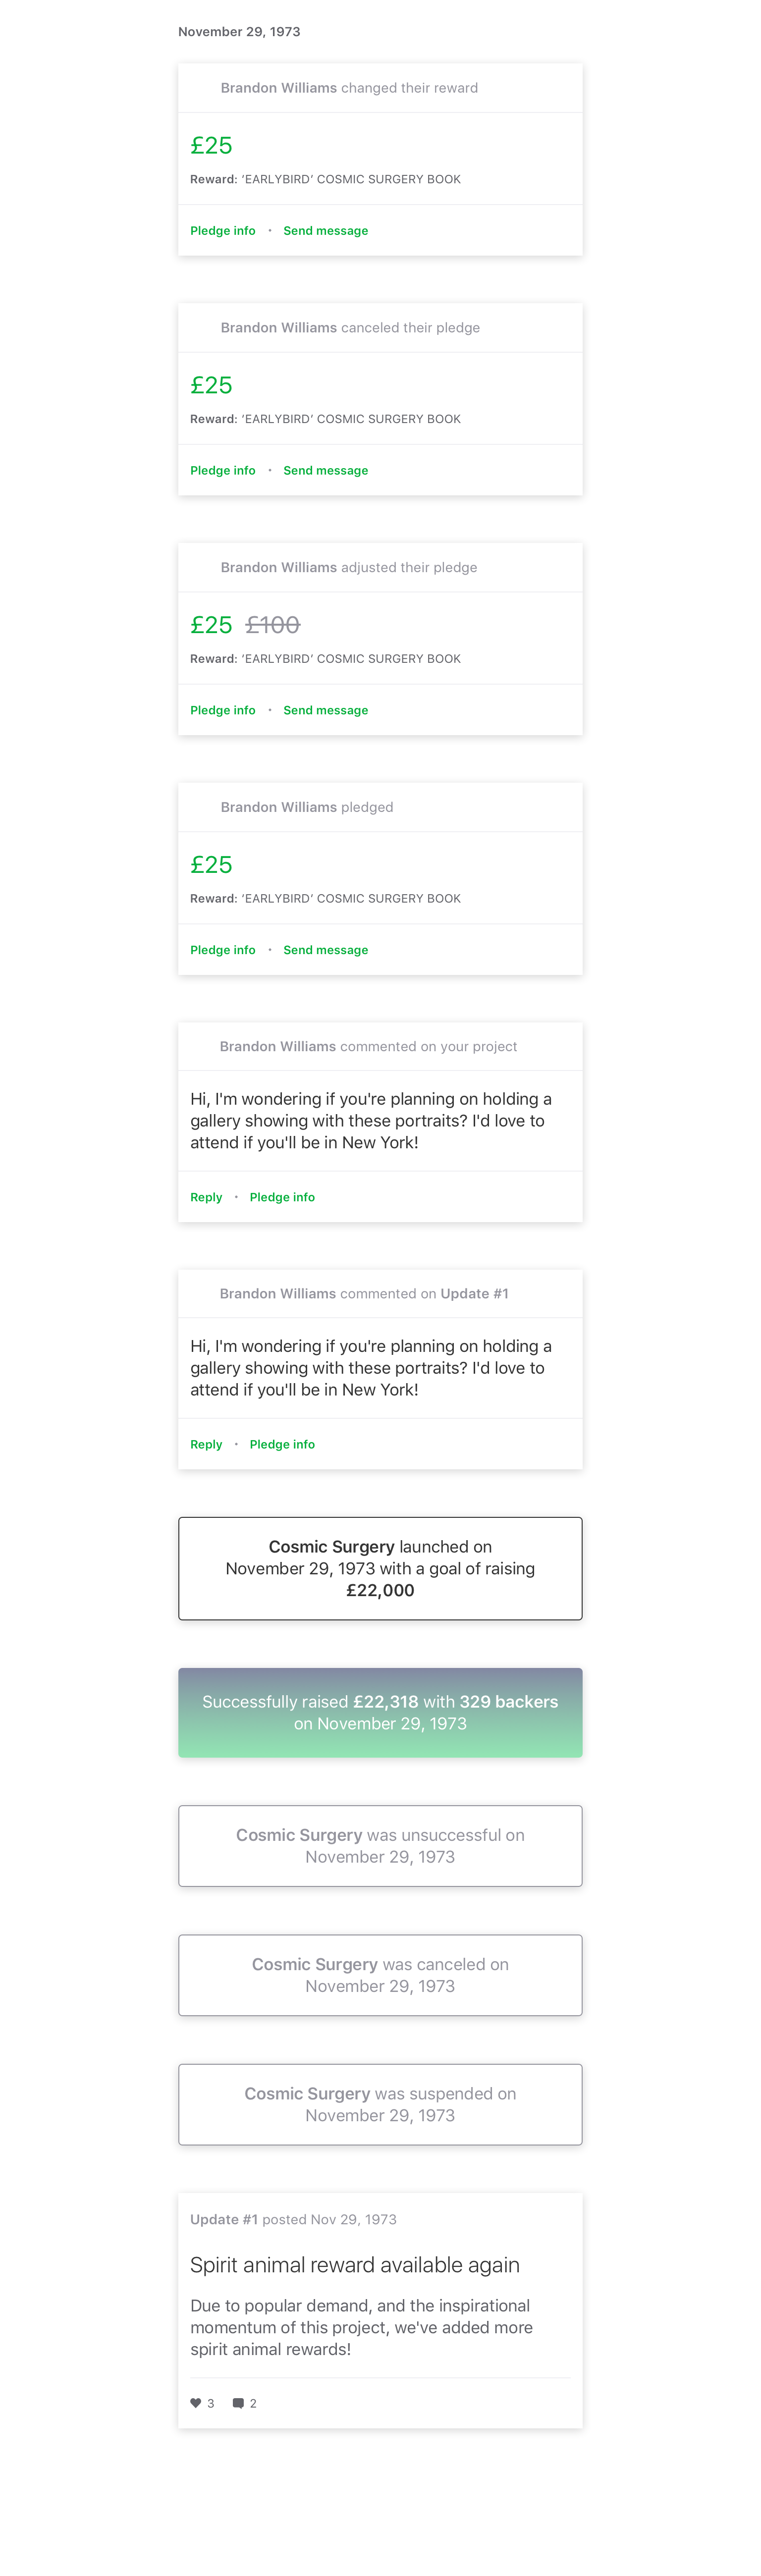 November 29, 1973
Brandon Williams changed their reward
£25
Reward: ‘EARLYBIRD’ COSMIC SURGERY BOOK
Pledge info • Send message
Brandon Williams canceled their pledge
£25
Reward: ‘EARLYBIRD’ COSMIC SURGERY BOOK
Pledge info • Send message
Brandon Williams adjusted their pledge
£25 £100
Reward: ‘EARLYBIRD’ COSMIC SURGERY BOOK
Pledge info • Send message
Brandon Williams pledged
£25
Reward: ‘EARLYBIRD’ COSMIC SURGERY BOOK
Pledge info • Send message
Brandon Williams commented on your project
Hi, I'm wondering if you're planning on holding a
gallery showing with these portraits? I'd love to
attend if you'll be in New York!
Reply • Pledge info
Brandon Williams commented on Update #1
Hi, I'm wondering if you're planning on holding a
gallery showing with these portraits? I'd love to
attend if you'll be in New York!
Reply • Pledge info
Cosmic Surgery launched on
November 29, 1973 with a goal of raising
£22,000
Successfully raised £22,318 with 329 backers
on November 29, 1973
Cosmic Surgery was unsuccessful on
November 29, 1973
Cosmic Surgery was canceled on
November 29, 1973
Cosmic Surgery was suspended on
November 29, 1973
Update #1 posted Nov 29, 1973
Spirit animal reward available again
Due to popular demand, and the inspirational
momentum of this project, we've added more
spirit animal rewards!
3 2